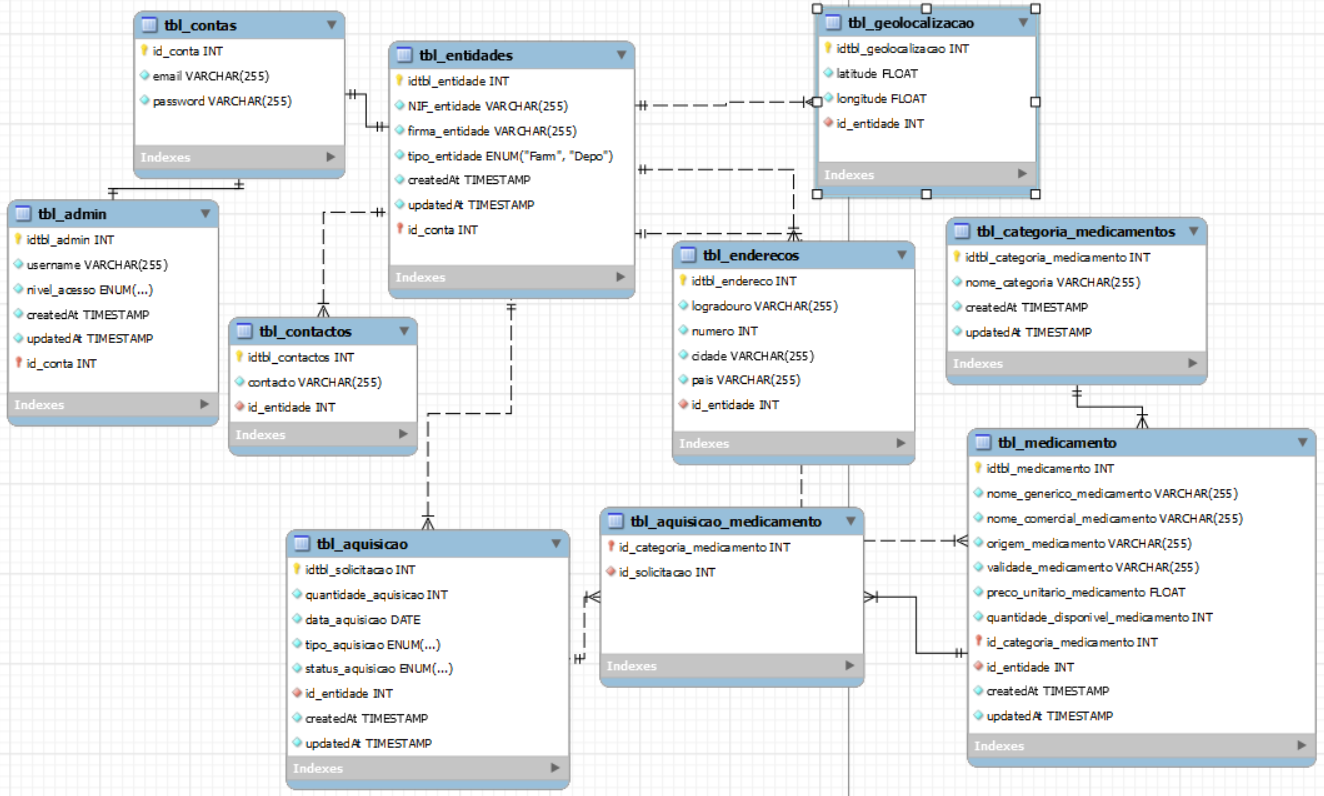 tbl_contas
id_conta INT
email VARCHAR(255)
password VARCHAR(255)
Indexes
tbl_entidades
idtbl_entidade INT
NIF_entidade VARCHAR(255)
firma_entidade VARCHAR(255)
tipo_entidade ENUM("Farm", "Depo")
createdAt TIMESTAMP
updatedAt TIMESTAMP
id_conta INT
Indexes
tbl_geolocalizacao
idtbl_geolocalizacao INT
latitude FLOAT
longitude FLOAT
id_entidade INT
Indexes
tbl_admin
idtbl_admin INT
username VARCHAR(255)
nivel_acesso ENUM(...)
createdAt TIMESTAMP
updatedAt TIMESTAMP
id_conta INT
Indexes
tbl_contactos
idtbl_contactos INT
contacto VARCHAR(255)
id_entidade INT
Indexes
tbl_enderecos
idtbl_endereco INT
logradouro VARCHAR(255)
numero INT
cidade VARCHAR(255)
pais VARCHAR(255)
id_entidade INT
Indexes
tbl_categoria_medicamentos
idtbl_categoria_medicamento INT
nome_categoria VARCHAR(255)
createdAt TIMESTAMP
updatedAt TIMESTAMP
Indexes
tbl_aquisicao
idtbl_solicitacao INT
quantidade_aquisicao INT
data_aquisicao DATE
tipo_aquisicao ENUM(...)
status_aquisicao ENUM(...)
id_entidade INT
createdAt TIMESTAMP
updatedAt TIMESTAMP
Indexes
tbl_aquisicao_medicamento
id_categoria_medicamento INT
id_solicitacao INT
Indexes
tbl_medicamento
idtbl_medicamento INT
nome_generico_medicamento VARCHAR(255)
nome_comercial_medicamento VARCHAR(255)
origem_medicamento VARCHAR(255)
validade_medicamento VARCHAR(255)
preco_unitario_medicamento FLOAT
quantidade_disponivel_medicamento INT
id_categoria_medicamento INT
id_entidade INT
createdAt TIMESTAMP
updatedAt TIMESTAMP
Indexes